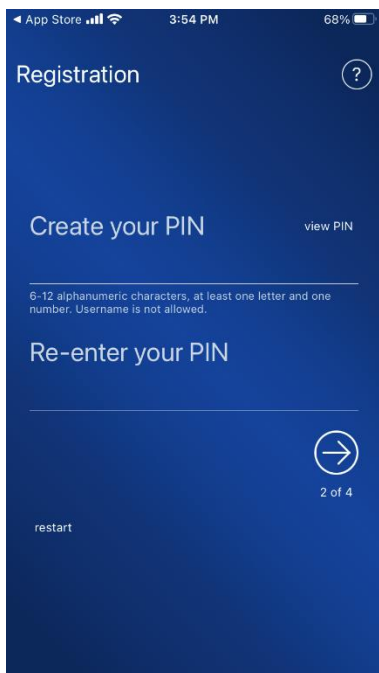 ◀ App Store 3:54 PM 68%
Registration ?
Create your PIN view PIN
6-12 alphanumeric characters, at least one letter and one
number. Username is not allowed.
Re-enter your PIN
2 of 4
restart